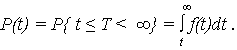 P(t) = P{ t ≤ T < ∞} = ∫_t^∞ f(t)dt .